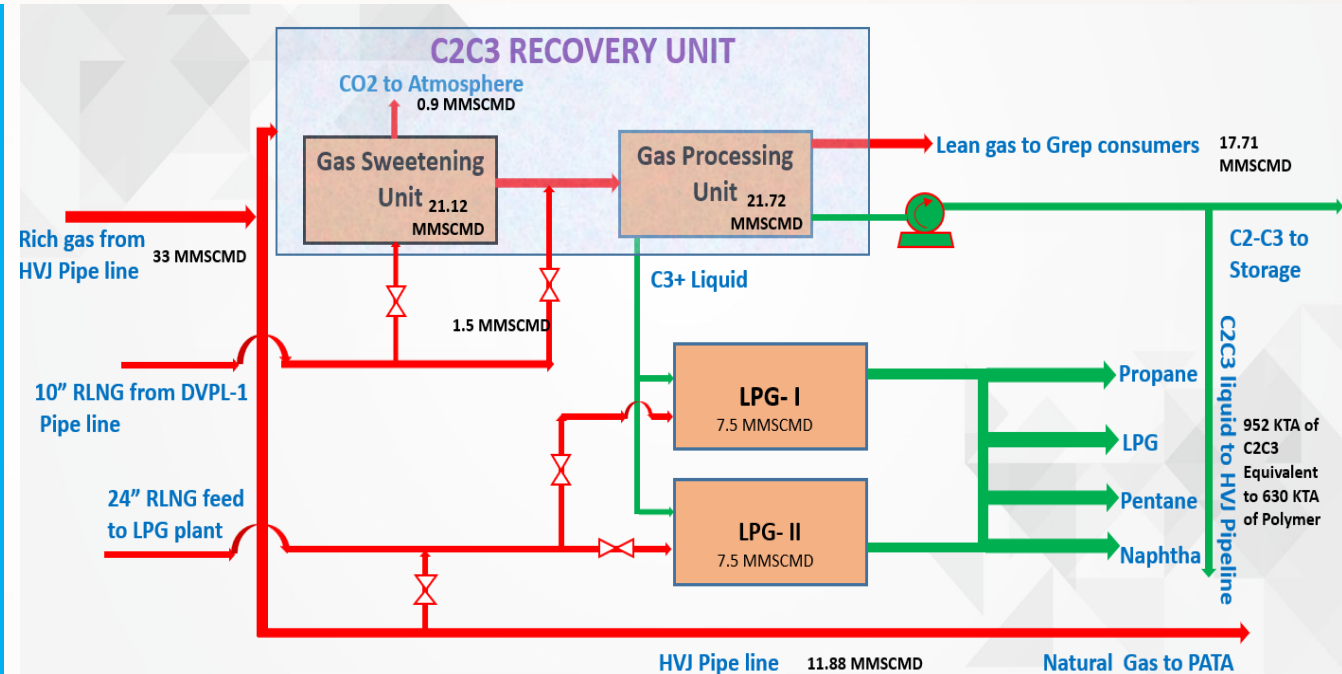 C2C3 RECOVERY UNIT
CO2 to Atmosphere
0.9 MMSCMD
Gas Sweetening
Unit
21.12
MMSCMD
Gas Processing
Unit
21.72
MMSCMD
Lean gas to Grep consumers
17.71
MMSCMD
Rich gas from
HVJ Pipe line
33 MMSCMD
C2-C3 to
Storage
C3+ Liquid
1.5 MMSCMD
10” RLNG from DVPL-1
Pipe line
LPG- I
7.5 MMSCMD
Propane
LPG
Pentane
Naphtha
C2C3 liquid to HVJ Pipeline
952 KTA of
C2C3
Equivalent
to 630 KTA
of Polymer
24” RLNG feed
to LPG plant
LPG- II
7.5 MMSCMD
HVJ Pipe line
11.88 MMSCMD
Natural Gas to PATA